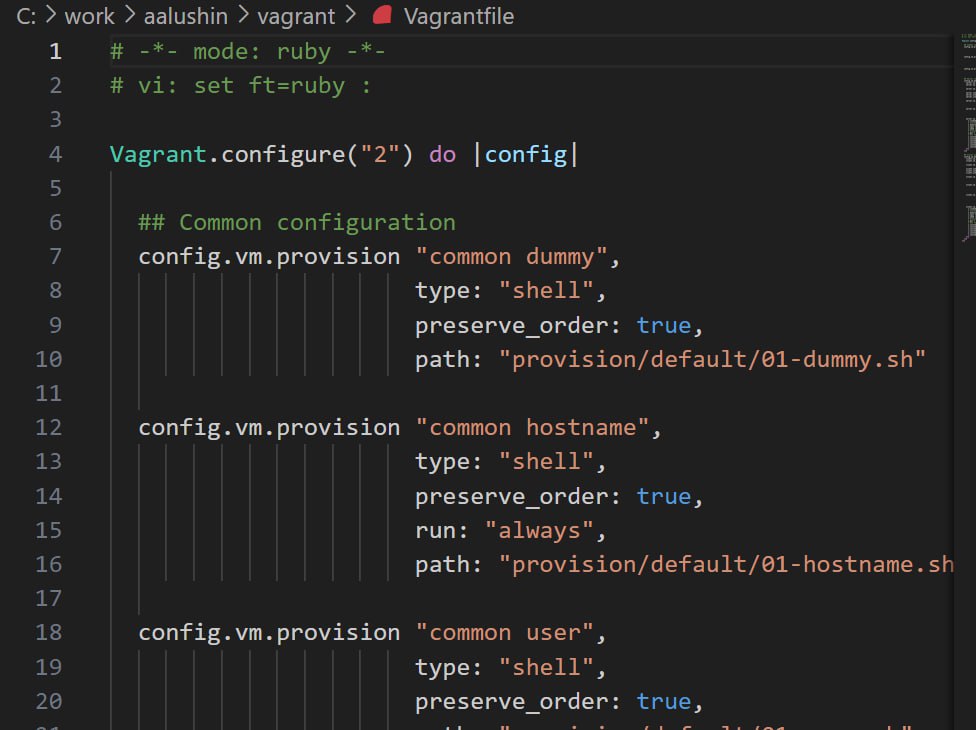 C: > work > aalushin > vagrant > Vagrantfile
1 # -*- mode: ruby -*-
2 # vi: set ft=ruby :
3
4 Vagrant.configure("2") do |config|
5
6 ## Common configuration
7 config.vm.provision "common dummy",
8 type: "shell",
9 preserve_order: true,
10 path: "provision/default/01-dummy.sh"
11
12 config.vm.provision "common hostname",
13 type: "shell",
14 preserve_order: true,
15 run: "always",
16 path: "provision/default/01-hostname.sh
17
18 config.vm.provision "common user",
19 type: "shell",
20 preserve_order: true,